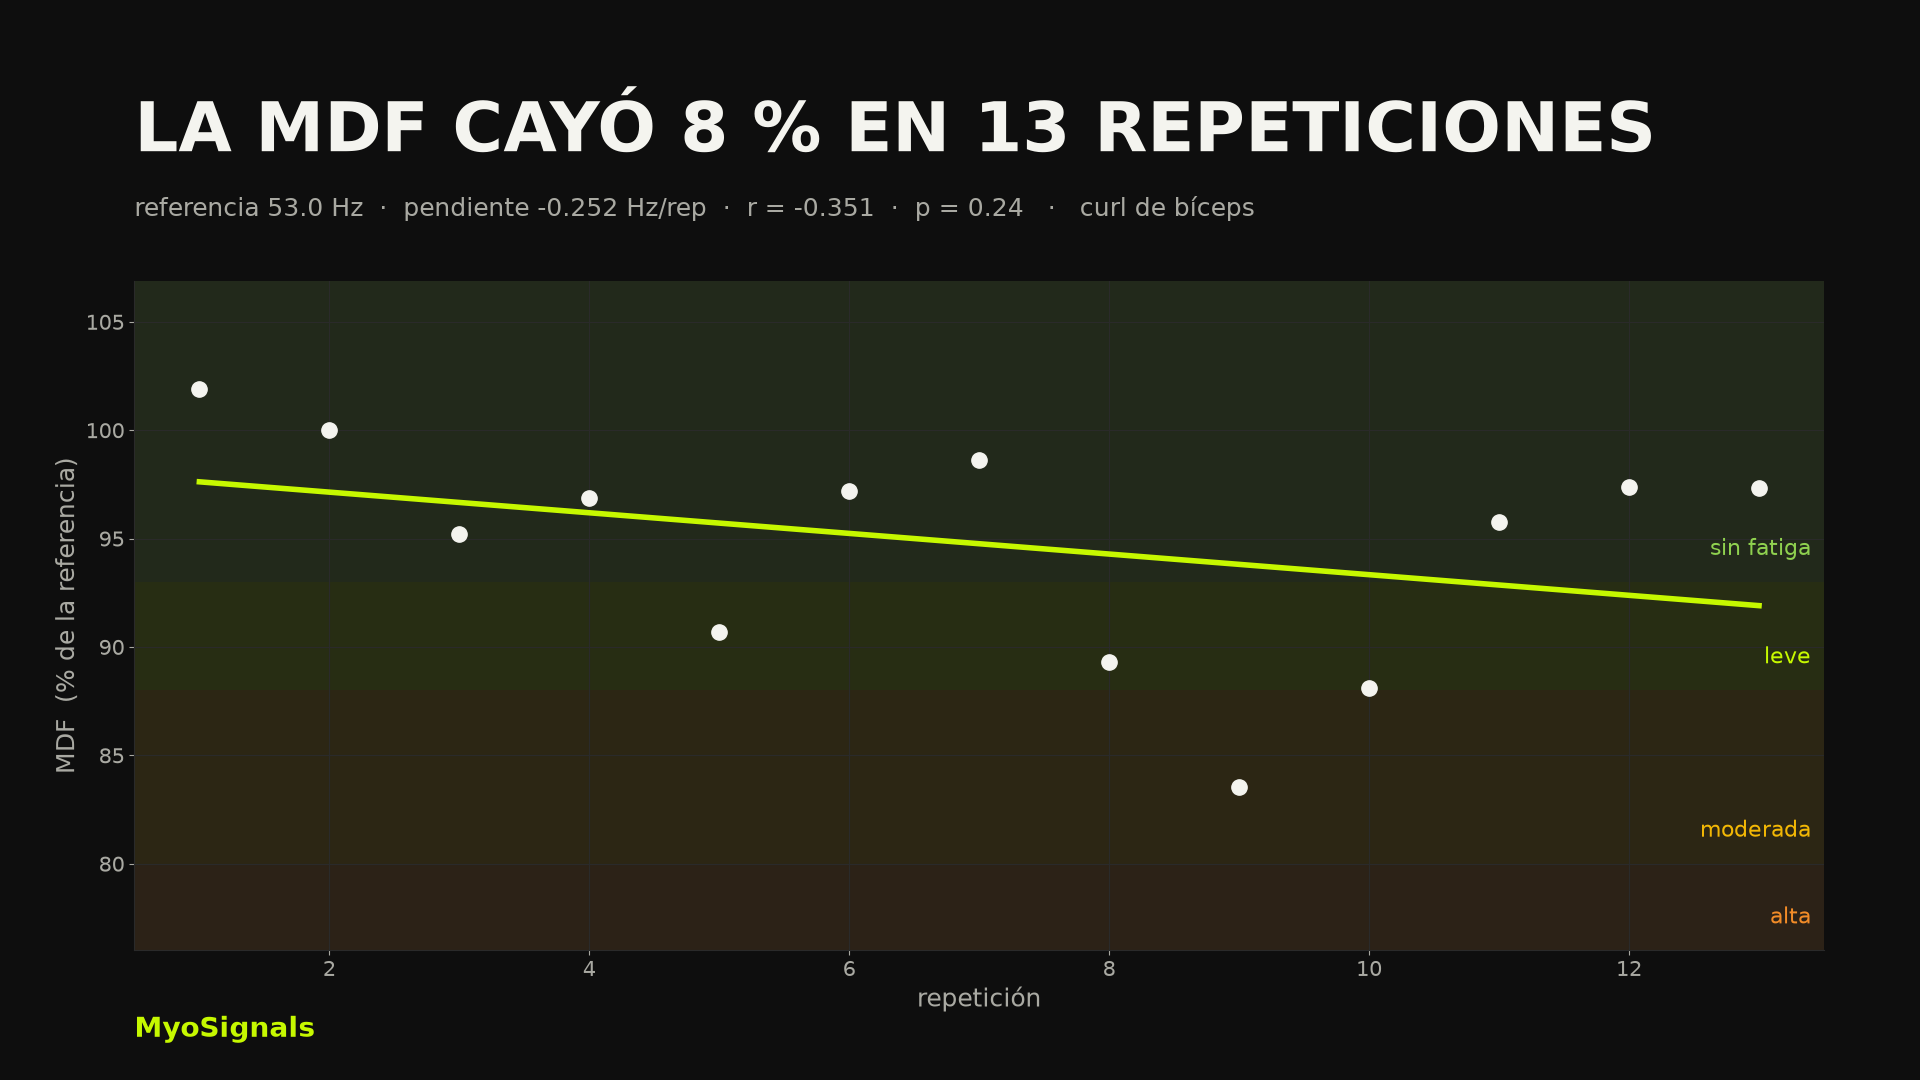 LA MDF CAYÓ 8 % EN 13 REPETICIONES
referencia 53.0 Hz · pendiente -0.252 Hz/rep · r = -0.351 · p = 0.24 · curl de bíceps
MDF (% de la referencia)
105
100
95
90
85
80
sin fatiga
leve
moderada
alta
2 4 6 8 10 12
repetición
MyoSignals